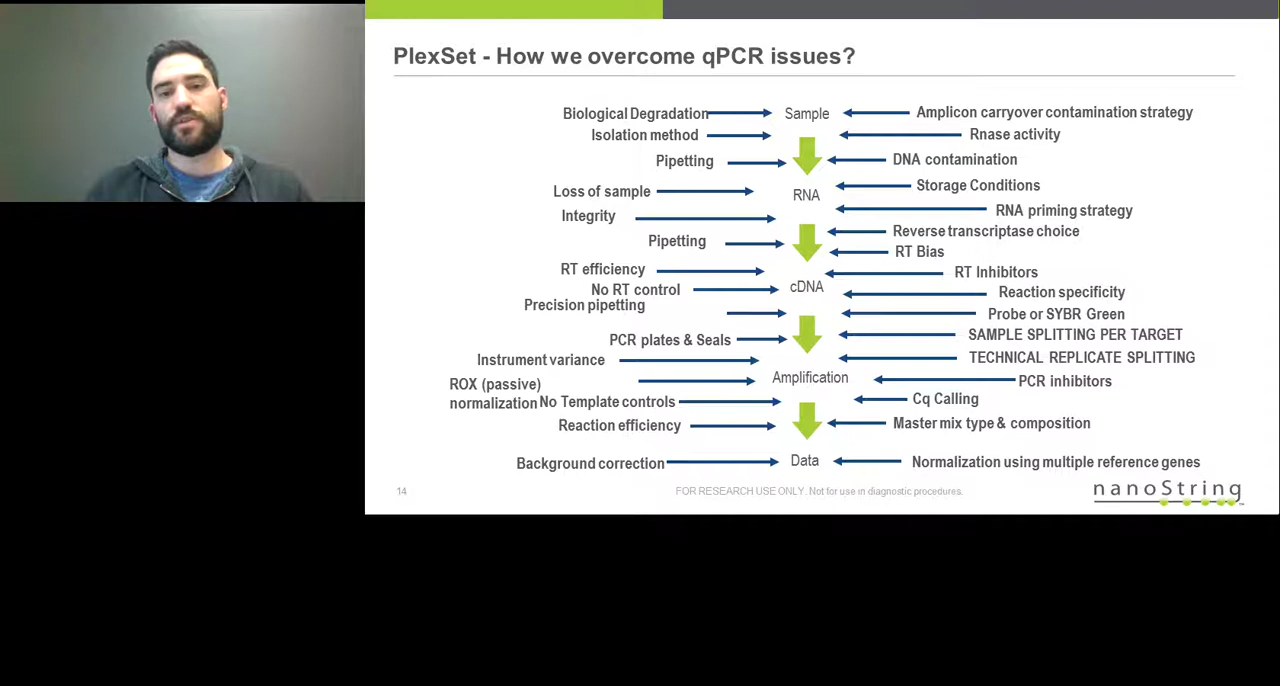 PlexSet - How we overcome qPCR issues?
Biological Degradation Sample Amplicon carryover contamination strategy
Isolation method Rnase activity
Pipetting DNA contamination
Loss of sample RNA Storage Conditions
Integrity RNA priming strategy
Pipetting Reverse transcriptase choice
RT Bias
RT efficiency RT Inhibitors
No RT control cDNA Reaction specificity
Precision pipetting Probe or SYBR Green
PCR plates & Seals SAMPLE SPLITTING PER TARGET
Instrument variance TECHNICAL REPLICATE SPLITTING
ROX (passive) Amplification PCR inhibitors
normalization No Template controls Cq Calling
Reaction efficiency Master mix type & composition
Background correction Data Normalization using multiple reference genes
14 FOR RESEARCH USE ONLY. Not for use in diagnostic procedures. nanoString